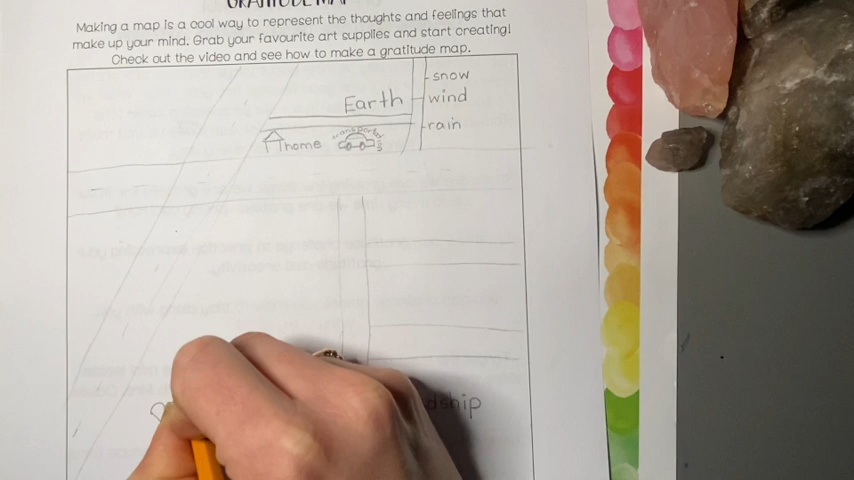 GRATITUDE MAP
Making a map is a cool way to represent the thoughts and feelings that
make up your mind. Grab your favourite art supplies and start creating!
Check out the video and see how to make a gratitude map.
snow
Earth
wind
rain
transportation
home
dship